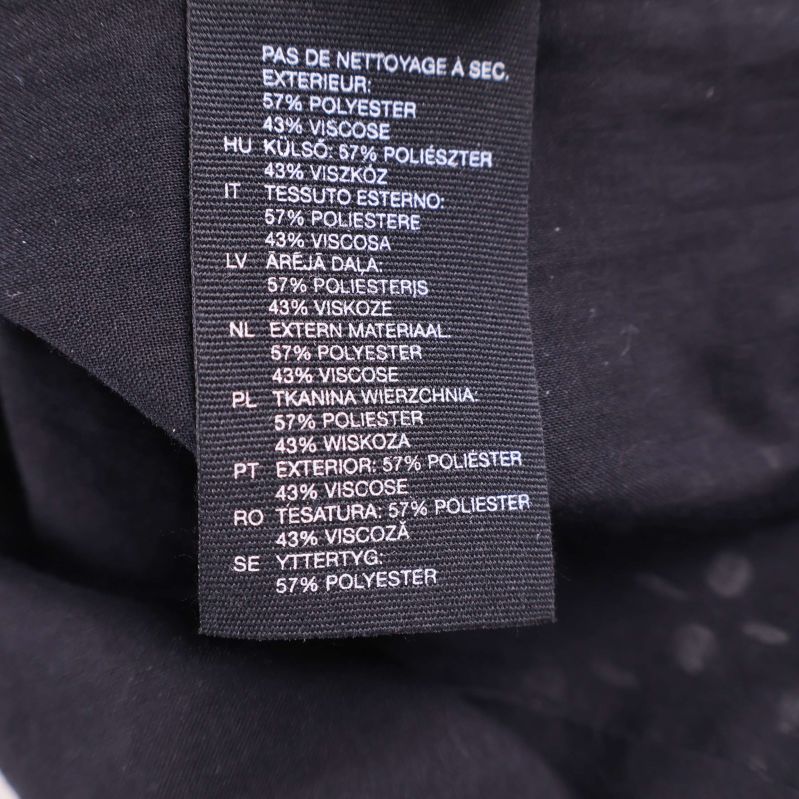 PAS DE NETTOYAGE À SEC.
EXTERIEUR:
57% POLYESTER
43% VISCOSE
HU KÜLSŐ: 57% POLIÉSZTER
43% VISZKÓZ
IT TESSUTO ESTERNO:
57% POLIESTERE
43% VISCOSA
LV ĀRĒJĀ DAĻA:
57% POLIESTERIS
43% VISKOZE
NL EXTERN MATERIAAL:
57% POLYESTER
43% VISCOSE
PL TKANINA WIERZCHNIA:
57% POLIESTER
43% WISKOZA
PT EXTERIOR: 57% POLIÉSTER
43% VISCOSE
RO TESATURA: 57% POLIESTER
43% VISCOZĂ
SE YTTERTYG:
57% POLYESTER